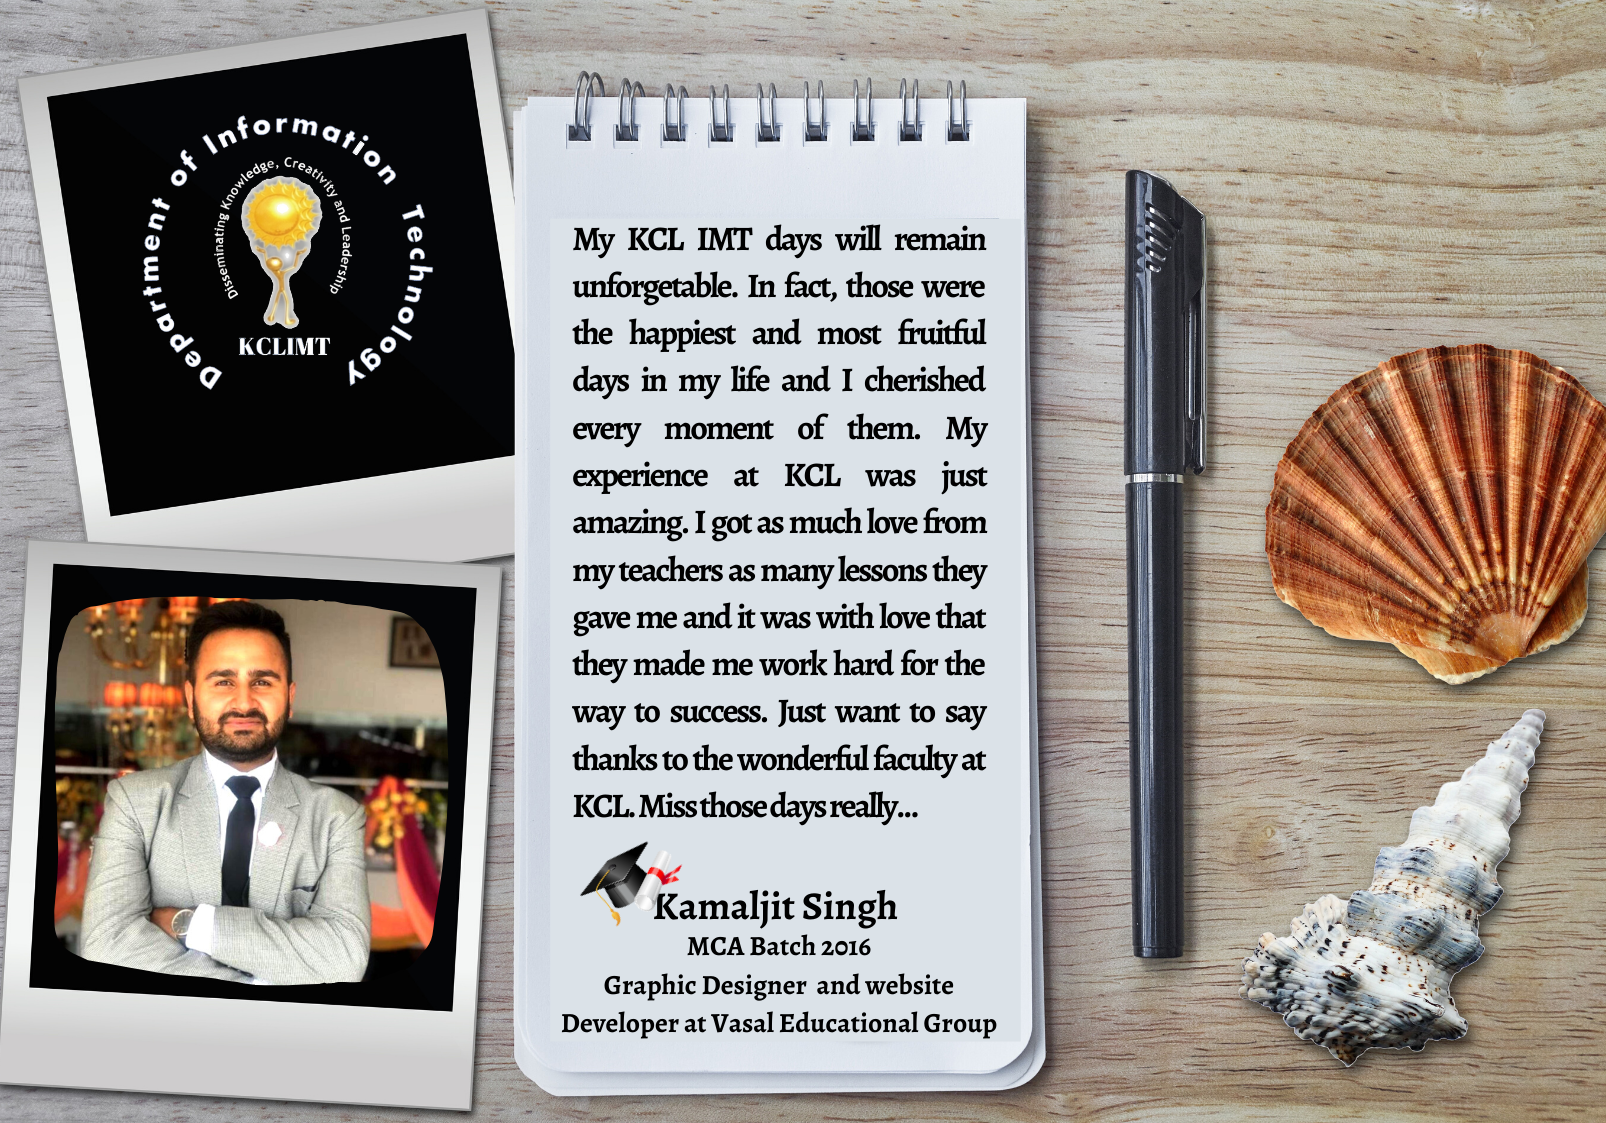 Department of Information Technology
Disseminating Knowledge, Creativity and Leadership
KCLIMT
My KCL IMT days will remain
unforgetable. In fact, those were
the happiest and most fruitful
days in my life and I cherished
every moment of them. My
experience at KCL was just
amazing. I got as much love from
my teachers as many lessons they
gave me and it was with love that
they made me work hard for the
way to success. Just want to say
thanks to the wonderful faculty at
KCL. Miss those days really...
Kamaljit Singh
MCA Batch 2016
Graphic Designer and website
Developer at Vasal Educational Group